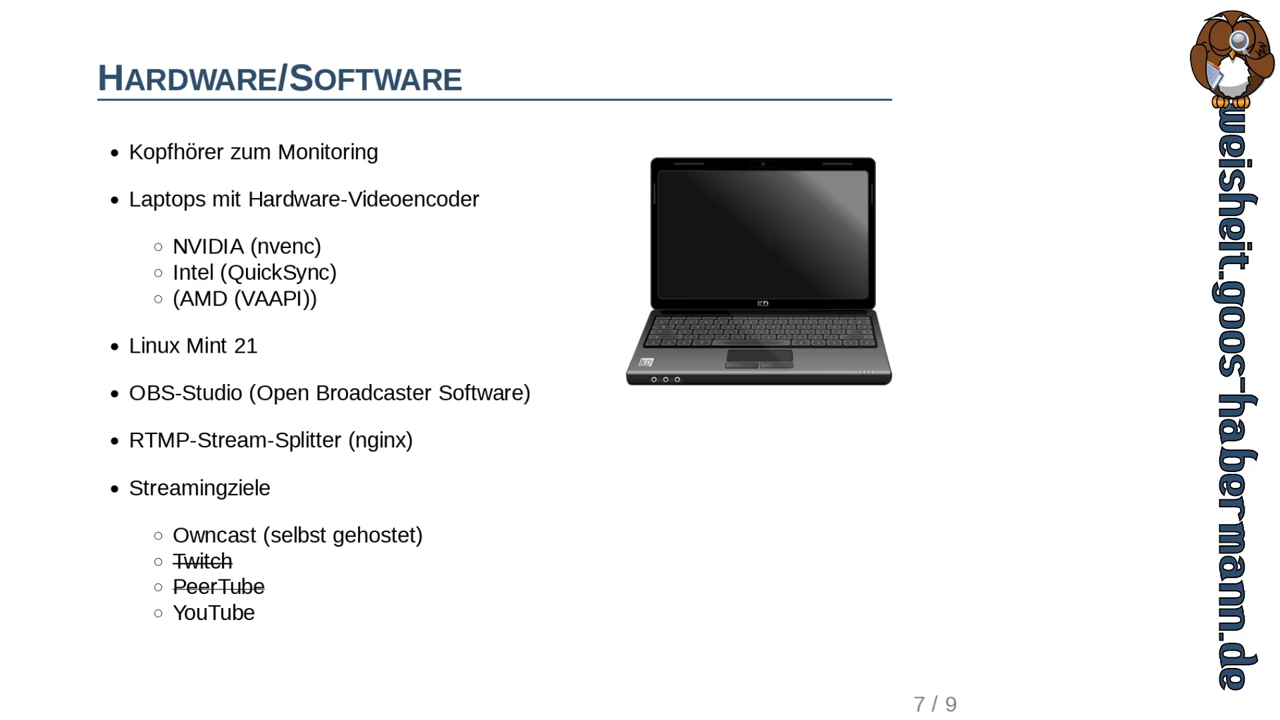 HARDWARE/SOFTWARE
Kopfhörer zum Monitoring
Laptops mit Hardware-Videoencoder
NVIDIA (nvenc)
Intel (QuickSync)
(AMD (VAAPI))
Linux Mint 21
OBS-Studio (Open Broadcaster Software)
RTMP-Stream-Splitter (nginx)
Streamingziele
Owncast (selbst gehostet)
Twitch
PeerTube
YouTube
KD
7 / 9
weisheit.goos-habermann.de